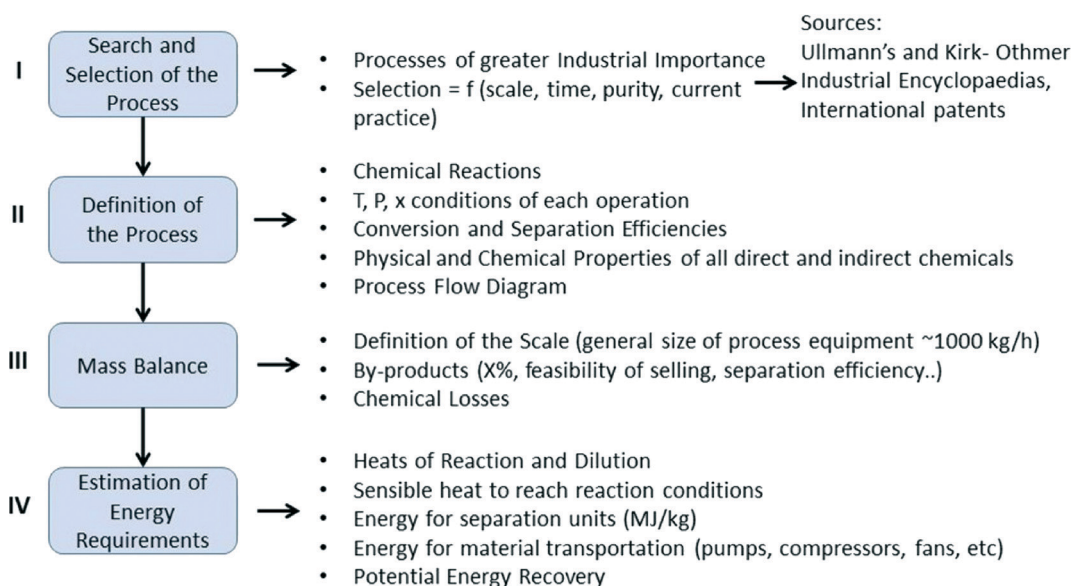 I
Search and
Selection of the
Process
• Processes of greater Industrial Importance
• Selection = f (scale, time, purity, current
practice)
Sources:
Ullmann's and Kirk- Othmer
Industrial Encyclopaedias,
International patents
II
Definition of
the Process
• Chemical Reactions
• T, P, x conditions of each operation
• Conversion and Separation Efficiencies
• Physical and Chemical Properties of all direct and indirect chemicals
• Process Flow Diagram
III
Mass Balance
• Definition of the Scale (general size of process equipment ~1000 kg/h)
• By-products (X%, feasibility of selling, separation efficiency..)
• Chemical Losses
IV
Estimation of
Energy
Requirements
• Heats of Reaction and Dilution
• Sensible heat to reach reaction conditions
• Energy for separation units (MJ/kg)
• Energy for material transportation (pumps, compressors, fans, etc)
• Potential Energy Recovery